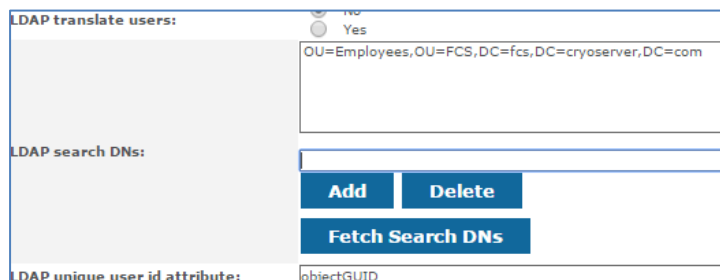 LDAP translate users:
No
Yes
OU=Employees,OU=FCS,DC=fcs,DC=cryoserver,DC=com
LDAP search DNs:
Add Delete
Fetch Search DNs
LDAP unique user id attribute: objectGUID